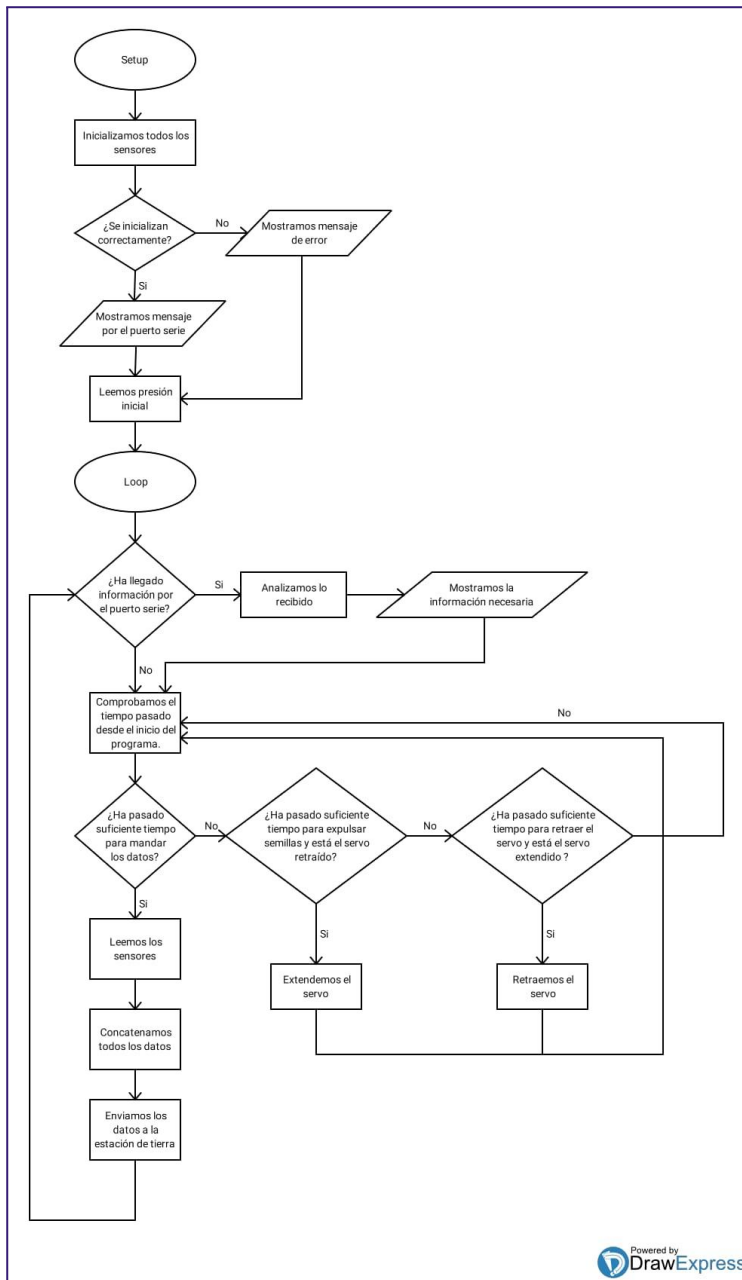 Setup
Inicializamos todos los
sensores
¿Se inicializan
correctamente?
No
Mostramos mensaje
de error
Si
Mostramos mensaje
por el puerto serie
Leemos presión
inicial
Loop
¿Ha llegado
información por
el puerto serie?
Si
Analizamos lo
recibido
Mostramos la
información necesaria
No
Comprobamos el
tiempo pasado
desde el inicio del
programa.
No
¿Ha pasado
suficiente tiempo
para mandar
los datos?
No
¿Ha pasado suficiente
tiempo para expulsar
semillas y está el servo
retraído?
No
¿Ha pasado suficiente
tiempo para retraer el
servo y está el servo
extendido ?
Si
Si
Si
Leemos los
sensores
Extendemos el
servo
Retraemos el
servo
Concatenamos
todos los datos
Enviamos los
datos a la
estación de tierra
Powered by
DrawExpress